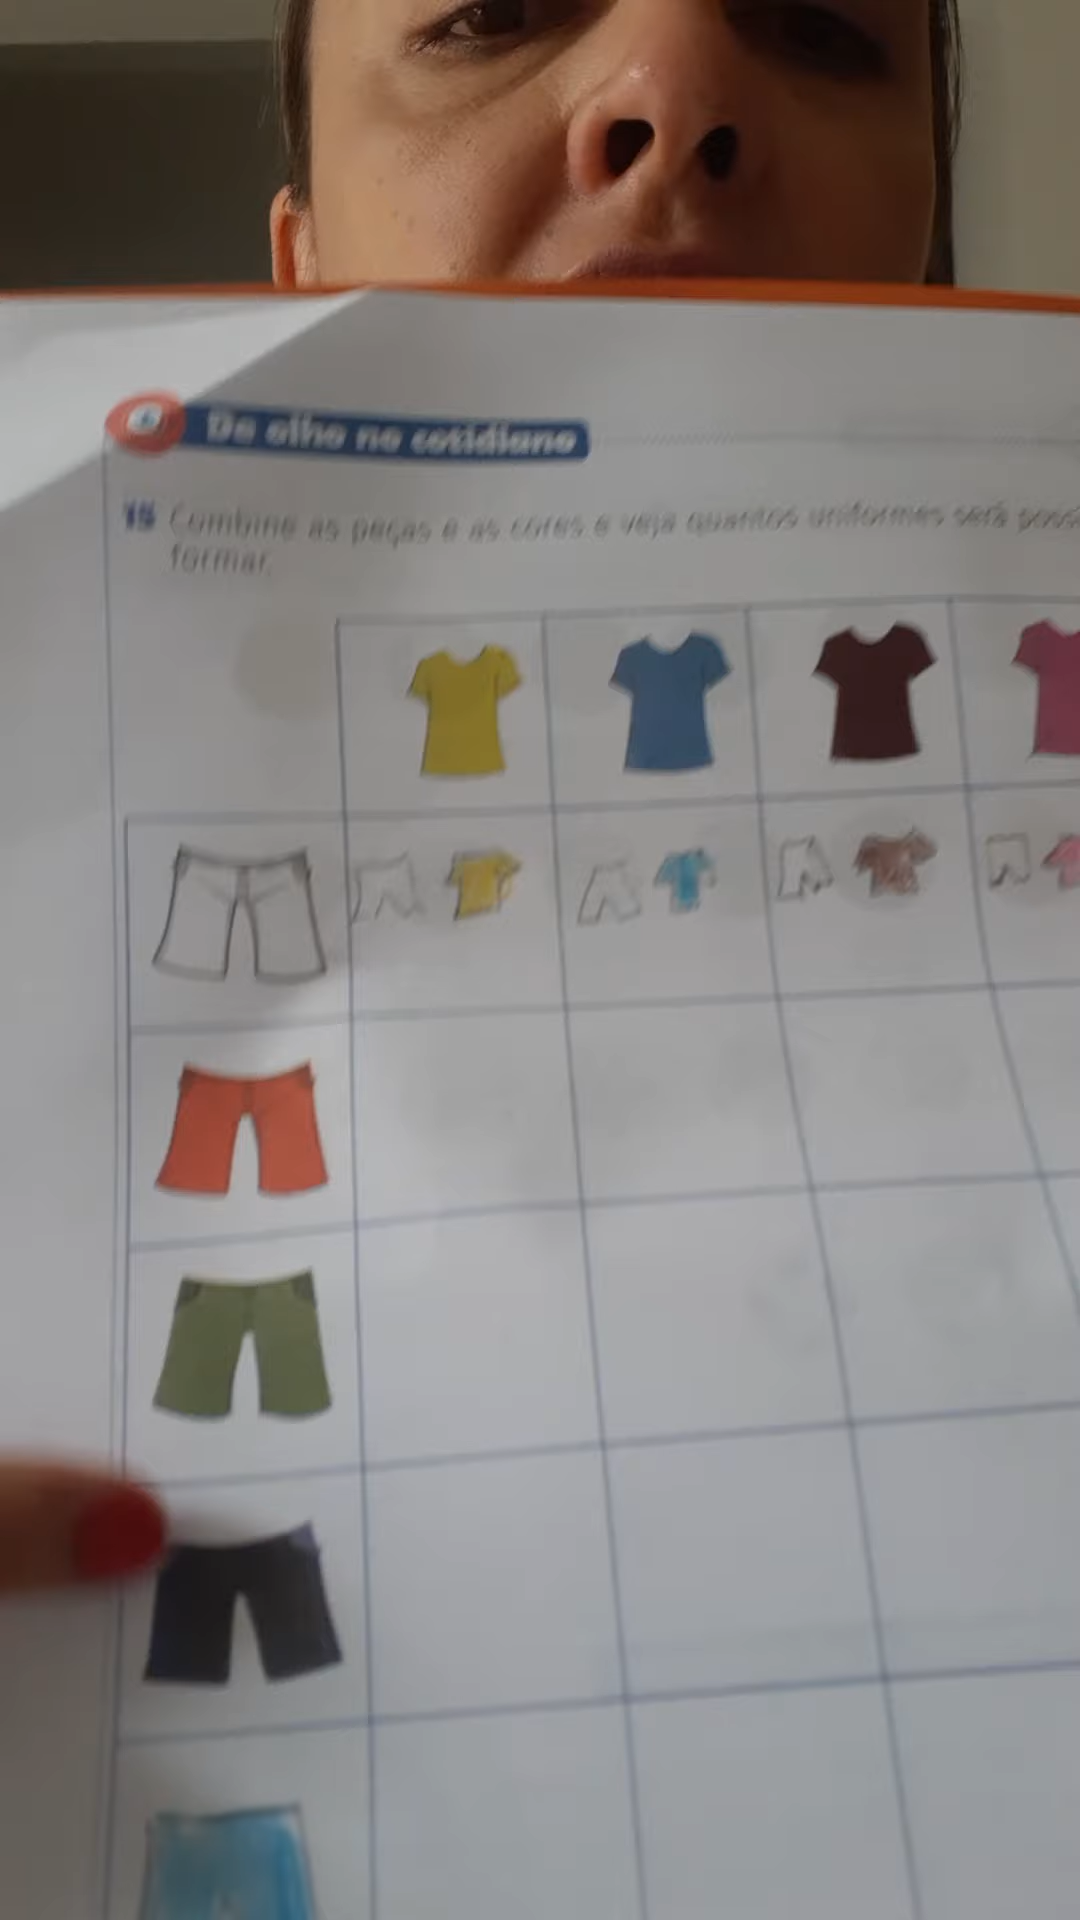 De olho no cotidiano
15 Combine as peças e as cores e veja quantos uniformes será
formar.